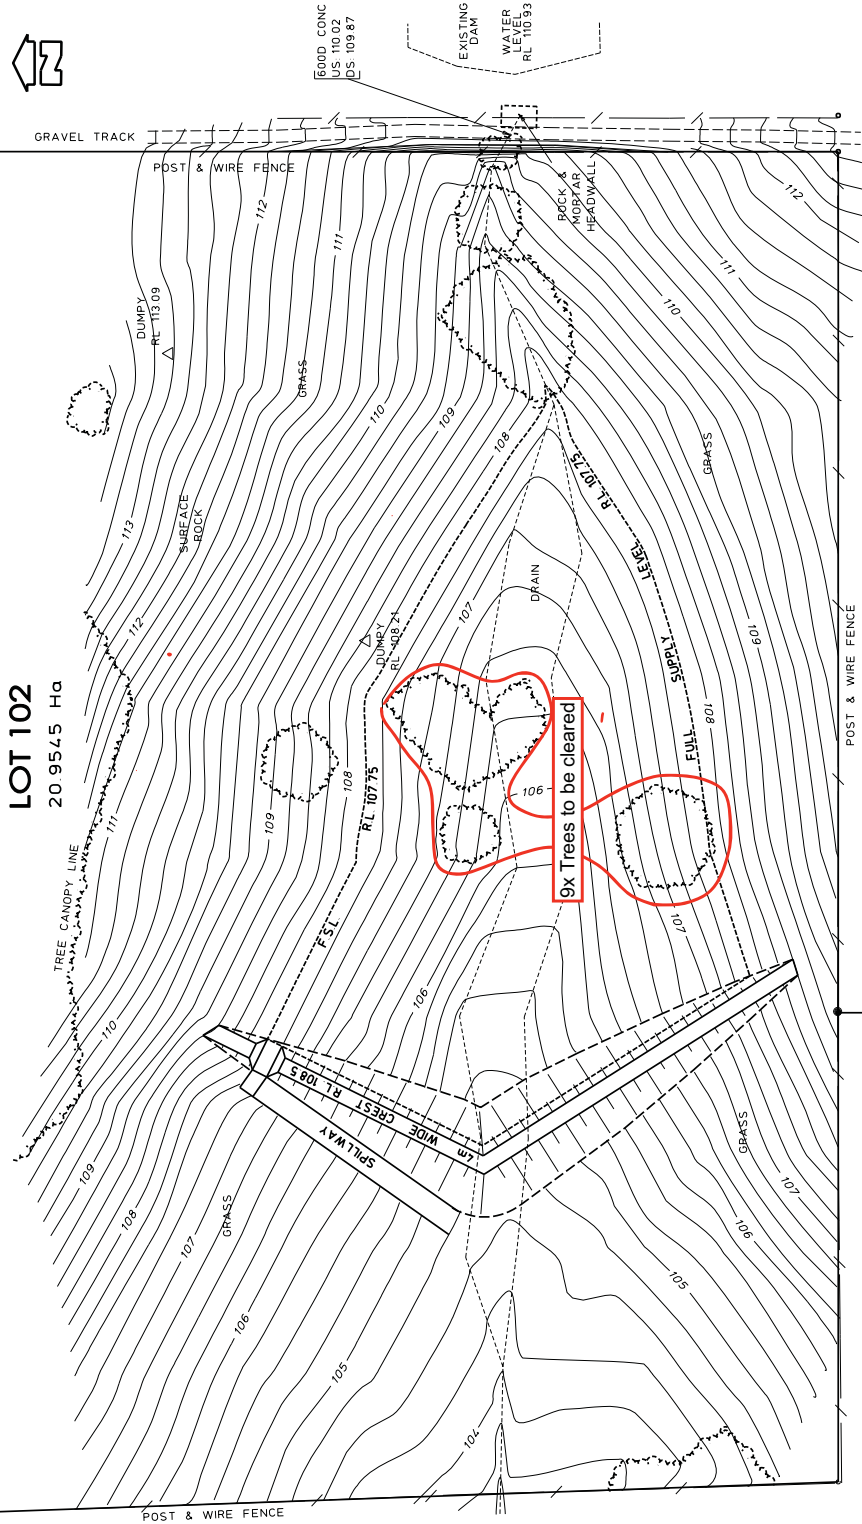 N
600D CONC
US 110.02
DS 109.87
EXISTING
DAM
WATER
LEVEL
RL 110.93
GRAVEL TRACK
POST & WIRE FENCE
ROCK &
MORTAR
HEADWALL
112
112
111
111
110
DUMPY
RL 113.09
GRASS
110
109
108
GRASS
R L 107.75
113
SURFACE
ROCK
LEVEL
DRAIN
107
112
DUMPY
RL 108 21
109
POST & WIRE FENCE
SUPPLY
LOT 102
20.9545 Ha
108
FULL
9x Trees to be cleared
108
R L 107 75
106
109
111
TREE CANOPY LINE
F S L
107
106
110
R L 108 5
CREST
WIDE
4m
SPILLWAY
GRASS
109
107
108
GRASS
106
107
105
106
105
104
POST & WIRE FENCE